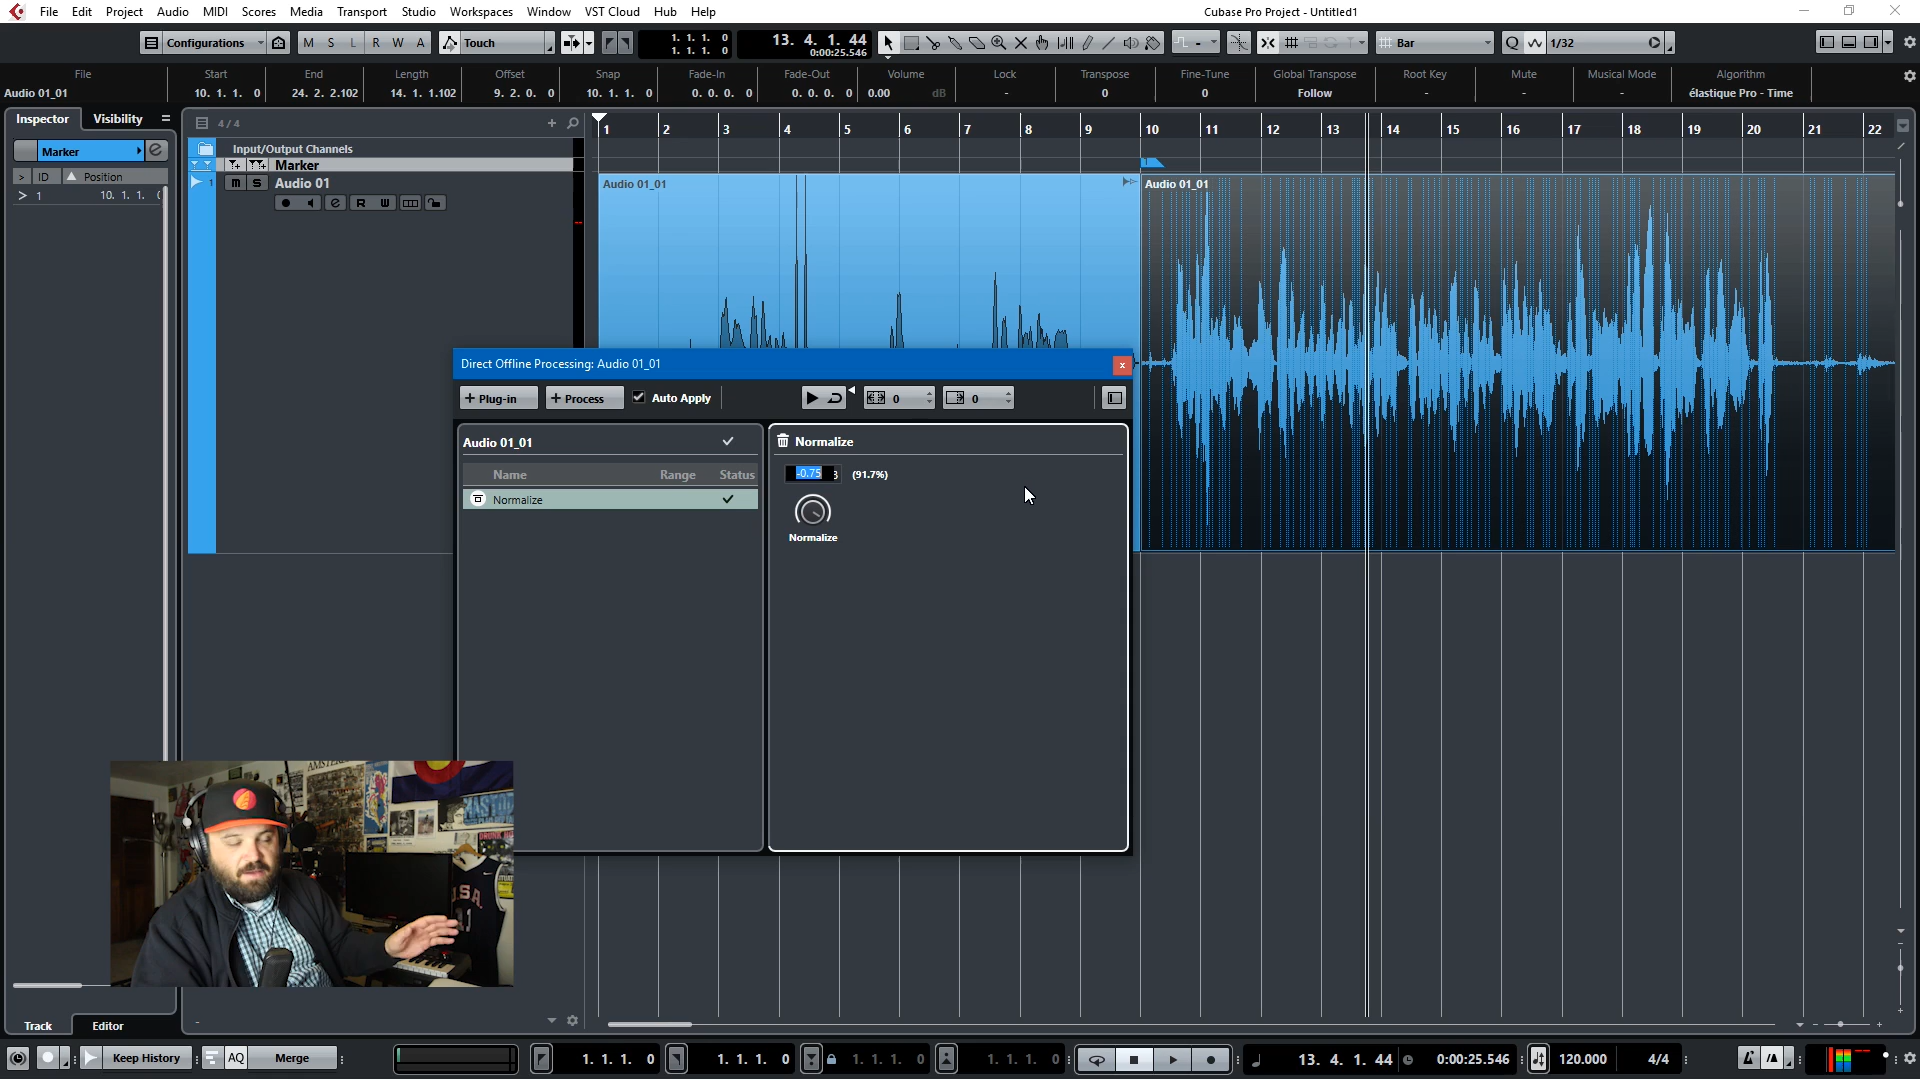 File Edit Project Audio MIDI Scores Media Transport Studio Workspaces Window VST Cloud Hub Help
Cubase Pro Project - Untitled1
Configurations M S L R W A Touch
1. 1. 1. 0
1. 1. 1. 0
13. 4. 1. 44
0:00:25.546
Bar
Q 1/32
File Start End Length Offset Snap Fade-In Fade-Out Volume Lock Transpose Fine-Tune Global Transpose Root Key Mute Musical Mode Algorithm
Audio 01_01 10. 1. 1. 0 24. 2. 2.102 14. 1. 1.102 9. 2. 0. 0 10. 1. 1. 0 0. 0. 0. 0 0. 0. 0. 0 0.00 dB - 0 0 Follow - - - élastique Pro - Time
Inspector Visibility
4 / 4
1 2 3 4 5 6 7 8 9 10 11 12 13 14 15 16 17 18 19 20 21 22
Marker
Input/Output Channels
Marker
> ID Position
> 1 10. 1. 1. 0
1 m S Audio 01
R W
Audio 01_01
Audio 01_01
Direct Offline Processing: Audio 01_01
+ Plug-in + Process Auto Apply 0 0
Audio 01_01
Normalize
Name Range Status
-0.75 (91.7%)
Normalize
Normalize
AMSTER
MASTOD
DRUNK
SA
Track Editor
Keep History AQ Merge
1. 1. 1. 0 1. 1. 1. 0 1. 1. 1. 0 1. 1. 1. 0
13. 4. 1. 44 0:00:25.546 120.000 4/4